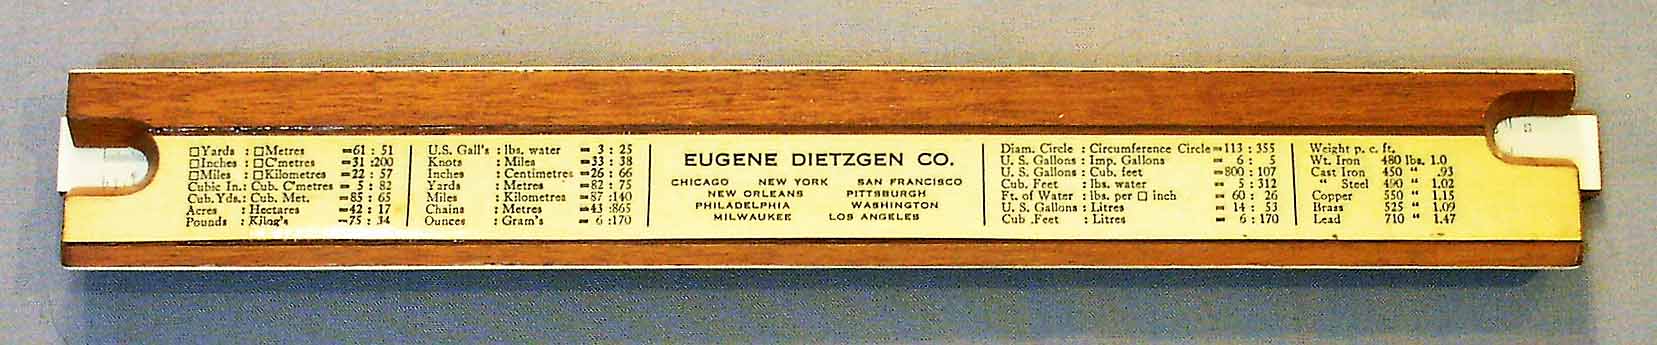 □Yards : □Metres =61 : 51
□Inches : □C'metres =31 :200
□Miles : □Kilometres =22 : 57
Cubic In.: Cub. C'metres = 5 : 82
Cub.Yds.: Cub. Met. =85 : 65
Acres : Hectares =42 : 17
Pounds : Kilog's =75 : 34
U.S. Gall's : lbs. water = 3 : 25
Knots : Miles =33 : 38
Inches : Centimetres =26 : 66
Yards : Metres =82 : 75
Miles : Kilometres =87 :140
Chains : Metres =43 :865
Ounces : Gram's = 6 :170
EUGENE DIETZGEN CO.
CHICAGO NEW YORK SAN FRANCISCO
NEW ORLEANS PITTSBURGH
PHILADELPHIA WASHINGTON
MILWAUKEE LOS ANGELES
Diam. Circle : Circumference Circle=113 : 355
U. S. Gallons : Imp. Gallons = 6 : 5
U. S. Gallons : Cub. feet =800 : 107
Cub. Feet : lbs. water = 5 : 312
Ft. of Water : lbs. per □ inch = 60 : 26
U. S. Gallons : Litres = 14 : 53
Cub .Feet : Litres = 6 : 170
Weight p. c. ft.
Wt. Iron 480 lbs. 1.0
Cast Iron 450 " .93
" Steel 490 " 1.02
Copper 550 " 1.15
Brass 525 " 1.09
Lead 710 " 1.47